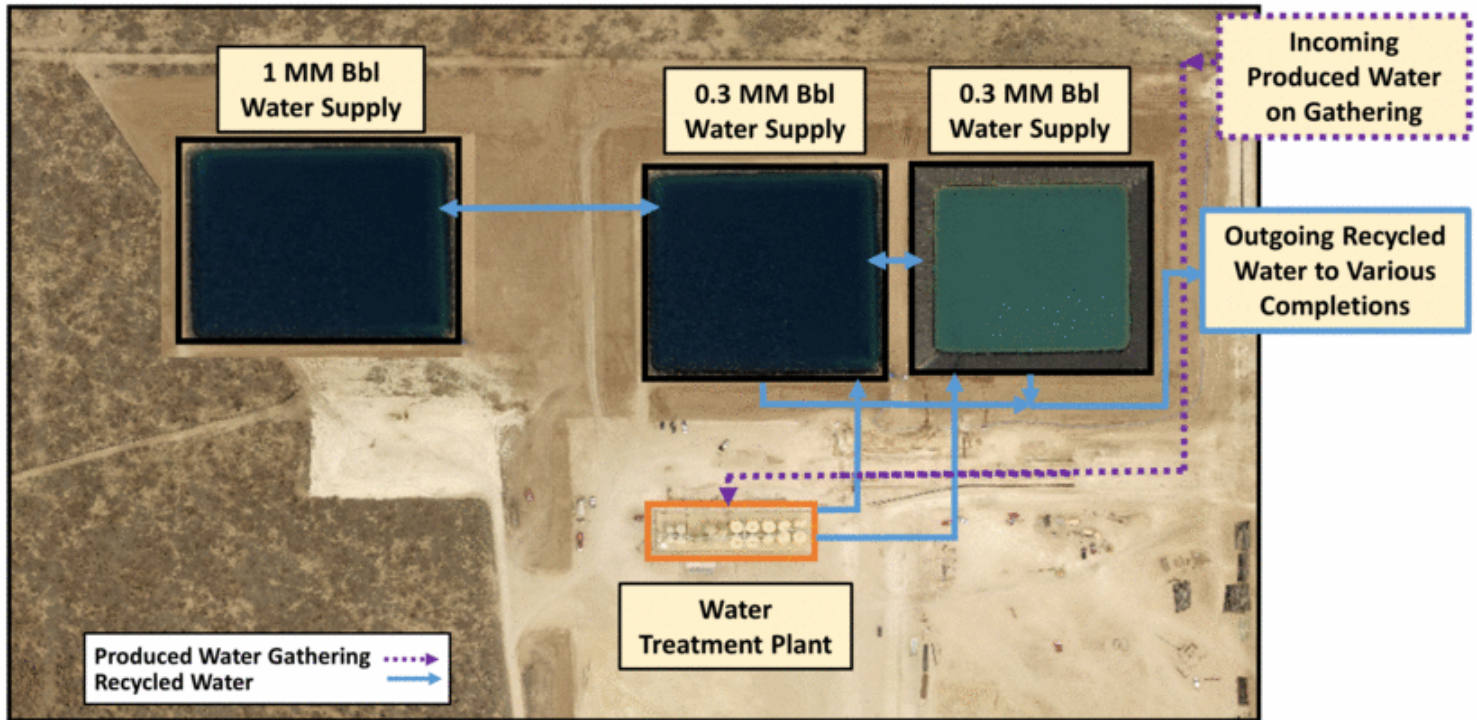 1 MM Bbl
Water Supply
0.3 MM Bbl
Water Supply
0.3 MM Bbl
Water Supply
Incoming
Produced Water
on Gathering
Outgoing Recycled
Water to Various
Completions
Water
Treatment Plant
Produced Water Gathering
Recycled Water